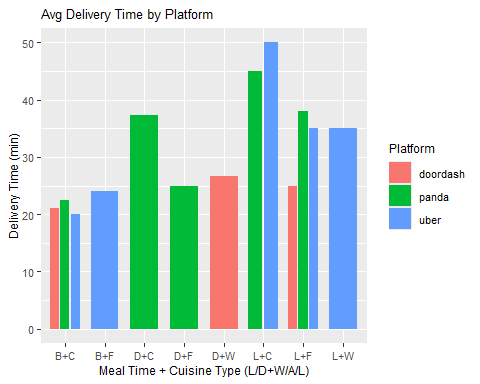 Avg Delivery Time by Platform
50
40
30
20
10
0
Delivery Time (min)
B+C B+F D+C D+F D+W L+C L+F L+W
Meal Time + Cuisine Type (L/D+W/A/L)
Platform
doordash
panda
uber